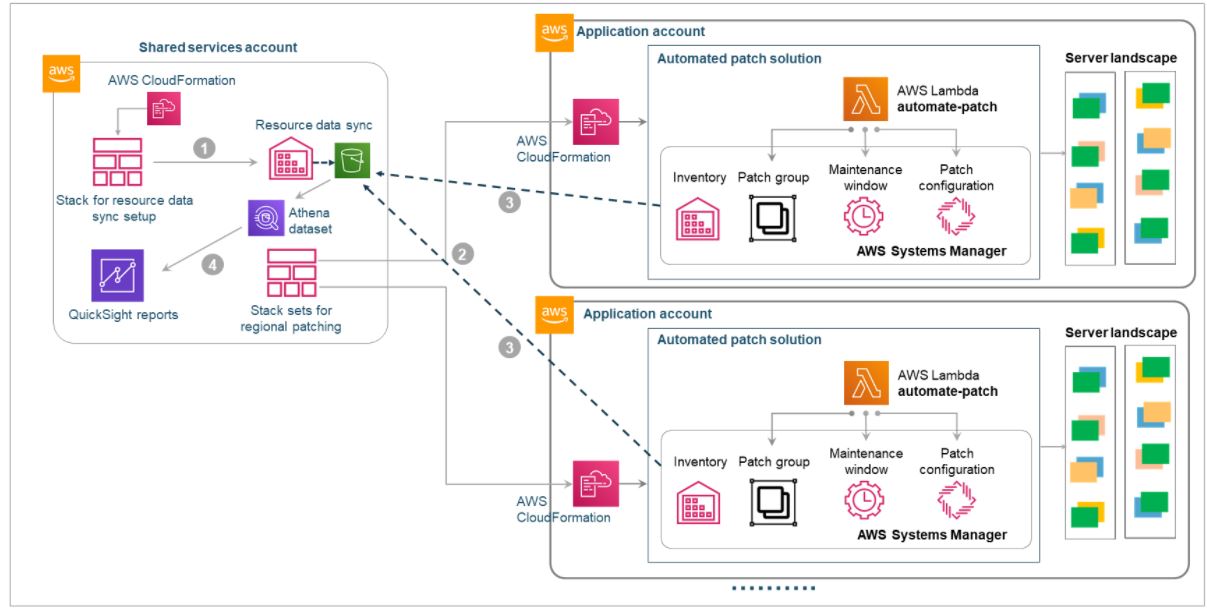 Shared services account
aws
AWS CloudFormation
Resource data sync
1
Stack for resource data
sync setup
Athena
dataset
4
2
QuickSight reports
Stack sets for
regional patching
3
3
aws
Application account
Automated patch solution
Server landscape
AWS Lambda
automate-patch
AWS
CloudFormation
Inventory
Patch group
Maintenance
window
Patch
configuration
AWS Systems Manager
aws
Application account
Automated patch solution
Server landscape
AWS Lambda
automate-patch
AWS
CloudFormation
Inventory
Patch group
Maintenance
window
Patch
configuration
AWS Systems Manager